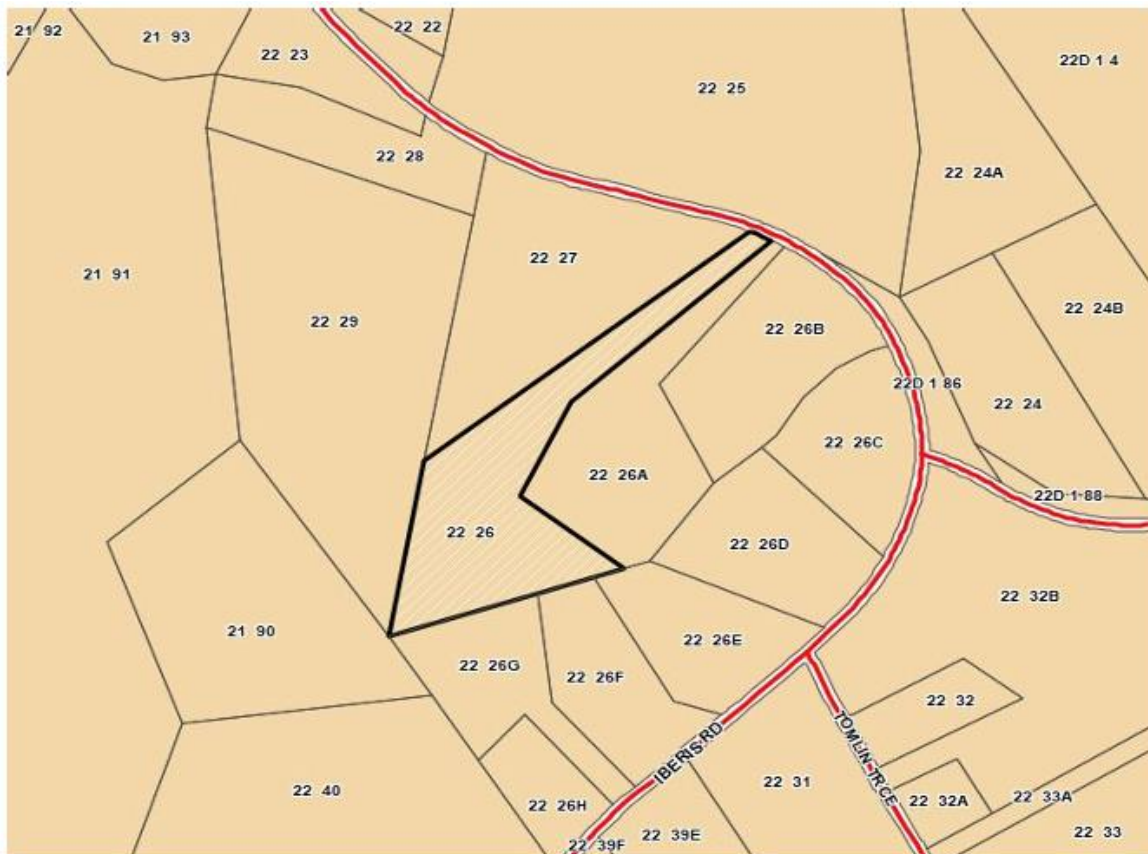 22 22
21 92
21 93
22 23
22D 1 4
22 25
22 28
22 24A
22 27
21 91
22 24B
22 29
22 26B
22D 1 86
22 24
22 26C
22 26A
22D 1 88
22 26
22 26D
22 32B
21 90
22 26E
22 26G
22 26F
22 32
TOMLIN TRCE
IBERIS RD
22 31
22 40
22 33A
22 32A
22 26H
22 33
22 39E
22 39F